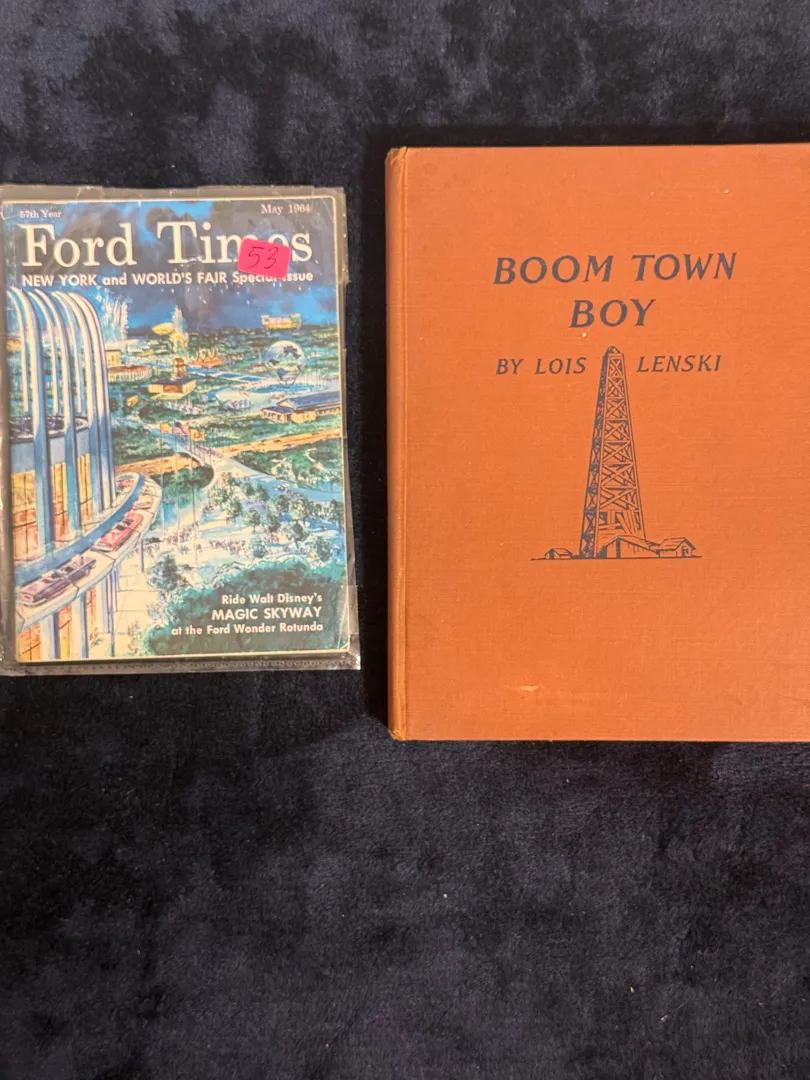 57th Year
May 1964
Ford Times
53
NEW YORK and WORLD'S FAIR Special Issue
Ride Walt Disney's
MAGIC SKYWAY
at the Ford Wonder Rotunda
BOOM TOWN
BOY
BY LOIS LENSKI